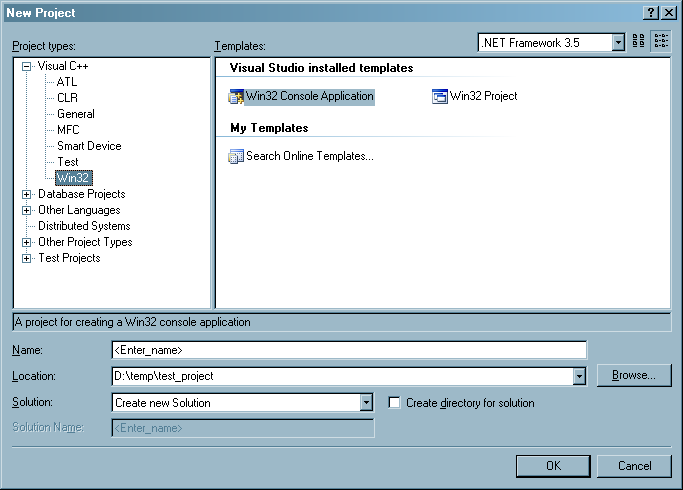 New Project
Project types:
Templates:
.NET Framework 3.5
Visual C++
ATL
CLR
General
MFC
Smart Device
Test
Win32
Database Projects
Other Languages
Distributed Systems
Other Project Types
Test Projects
Visual Studio installed templates
Win32 Console Application
Win32 Project
My Templates
Search Online Templates...
A project for creating a Win32 console application
Name:
<Enter_name>
Location:
D:\temp\test_project
Browse...
Solution:
Create new Solution
Create directory for solution
Solution Name:
<Enter_name>
OK
Cancel